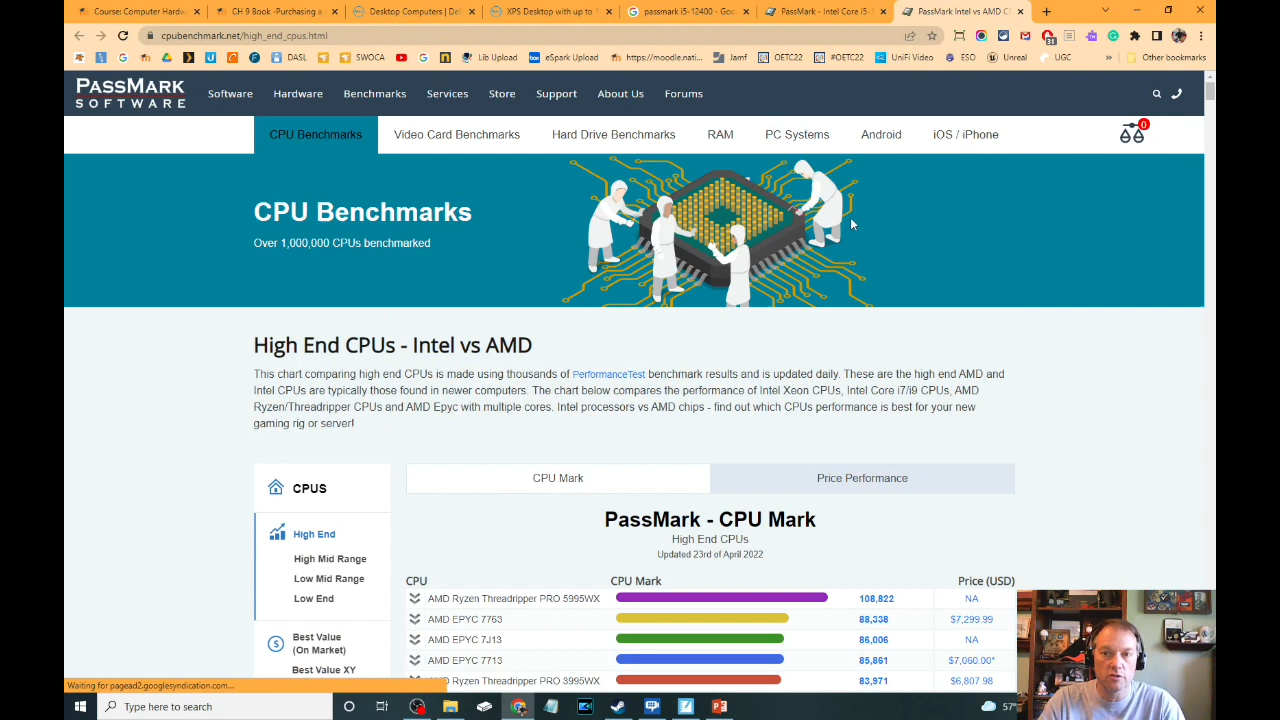 Course: Computer Hardw
CH 9 Book -Purchasing a
Desktop Computers | Del
XPS Desktop with up to 1
passmark i5-12400 - Goo
PassMark - Intel Core i5-1
PassMark Intel vs AMD C
cpubenchmark.net/high_end_cpus.html
DASL
SWOCA
Lib Upload
eSpark Upload
https://moodle.nati...
Jamf
OETC22
#OETC22
UniFi Video
ESO
Unreal
UGC
»
Other bookmarks
PASSMARK
SOFTWARE
Software
Hardware
Benchmarks
Services
Store
Support
About Us
Forums
CPU Benchmarks
Video Card Benchmarks
Hard Drive Benchmarks
RAM
PC Systems
Android
iOS / iPhone
0
CPU Benchmarks
Over 1,000,000 CPUs benchmarked
High End CPUs - Intel vs AMD
This chart comparing high end CPUs is made using thousands of PerformanceTest benchmark results and is updated daily. These are the high end AMD and
Intel CPUs are typically those found in newer computers. The chart below compares the performance of Intel Xeon CPUs, Intel Core i7/i9 CPUs, AMD
Ryzen/Threadripper CPUs and AMD Epyc with multiple cores. Intel processors vs AMD chips - find out which CPUs performance is best for your new
gaming rig or server!
CPUS
High End
High Mid Range
Low Mid Range
Low End
Best Value
(On Market)
Best Value XY
CPU Mark
Price Performance
PassMark - CPU Mark
High End CPUs
Updated 23rd of April 2022
CPU CPU Mark Price (USD)
AMD Ryzen Threadripper PRO 5995WX 108,822 NA
AMD EPYC 7763 88,338 $7,299.99
AMD EPYC 7J13 86,006 NA
AMD EPYC 7713 85,861 $7,060.00*
AMD Ryzen Threadripper PRO 3995WX 83,971 $6,807.98
Waiting for pagead2.googlesyndication.com...
Type here to search
57°